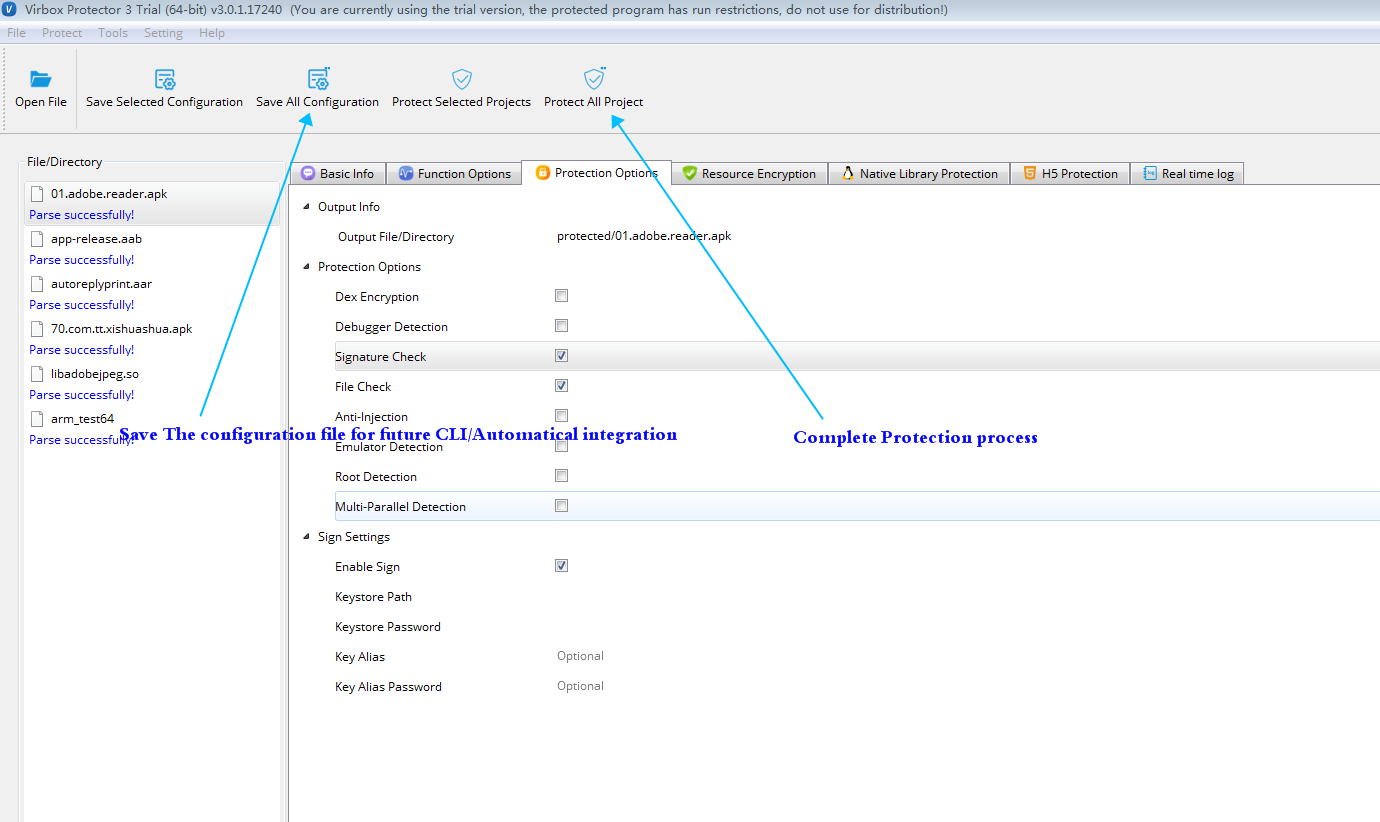 Virbox Protector 3 Trial (64-bit) v3.0.1.17240 (You are currently using the trial version, the protected program has run restrictions, do not use for distribution!)
File Protect Tools Setting Help
Open File Save Selected Configuration Save All Configuration Protect Selected Projects Protect All Project
File/Directory
01.adobe.reader.apk
Parse successfully!
app-release.aab
Parse successfully!
autoreplyprint.aar
Parse successfully!
70.com.tt.xishuashua.apk
Parse successfully!
libadobejpeg.so
Parse successfully!
arm_test64
Parse successfully!
Basic Info Function Options Protection Options Resource Encryption Native Library Protection H5 Protection Real time log
Output Info
Output File/Directory protected/01.adobe.reader.apk
Protection Options
Dex Encryption
Debugger Detection
Signature Check
File Check
Anti-Injection
Save The configuration file for future CLI/Automatical integration
Complete Protection process
Emulator Detection
Root Detection
Multi-Parallel Detection
Sign Settings
Enable Sign
Keystore Path
Keystore Password
Key Alias Optional
Key Alias Password Optional